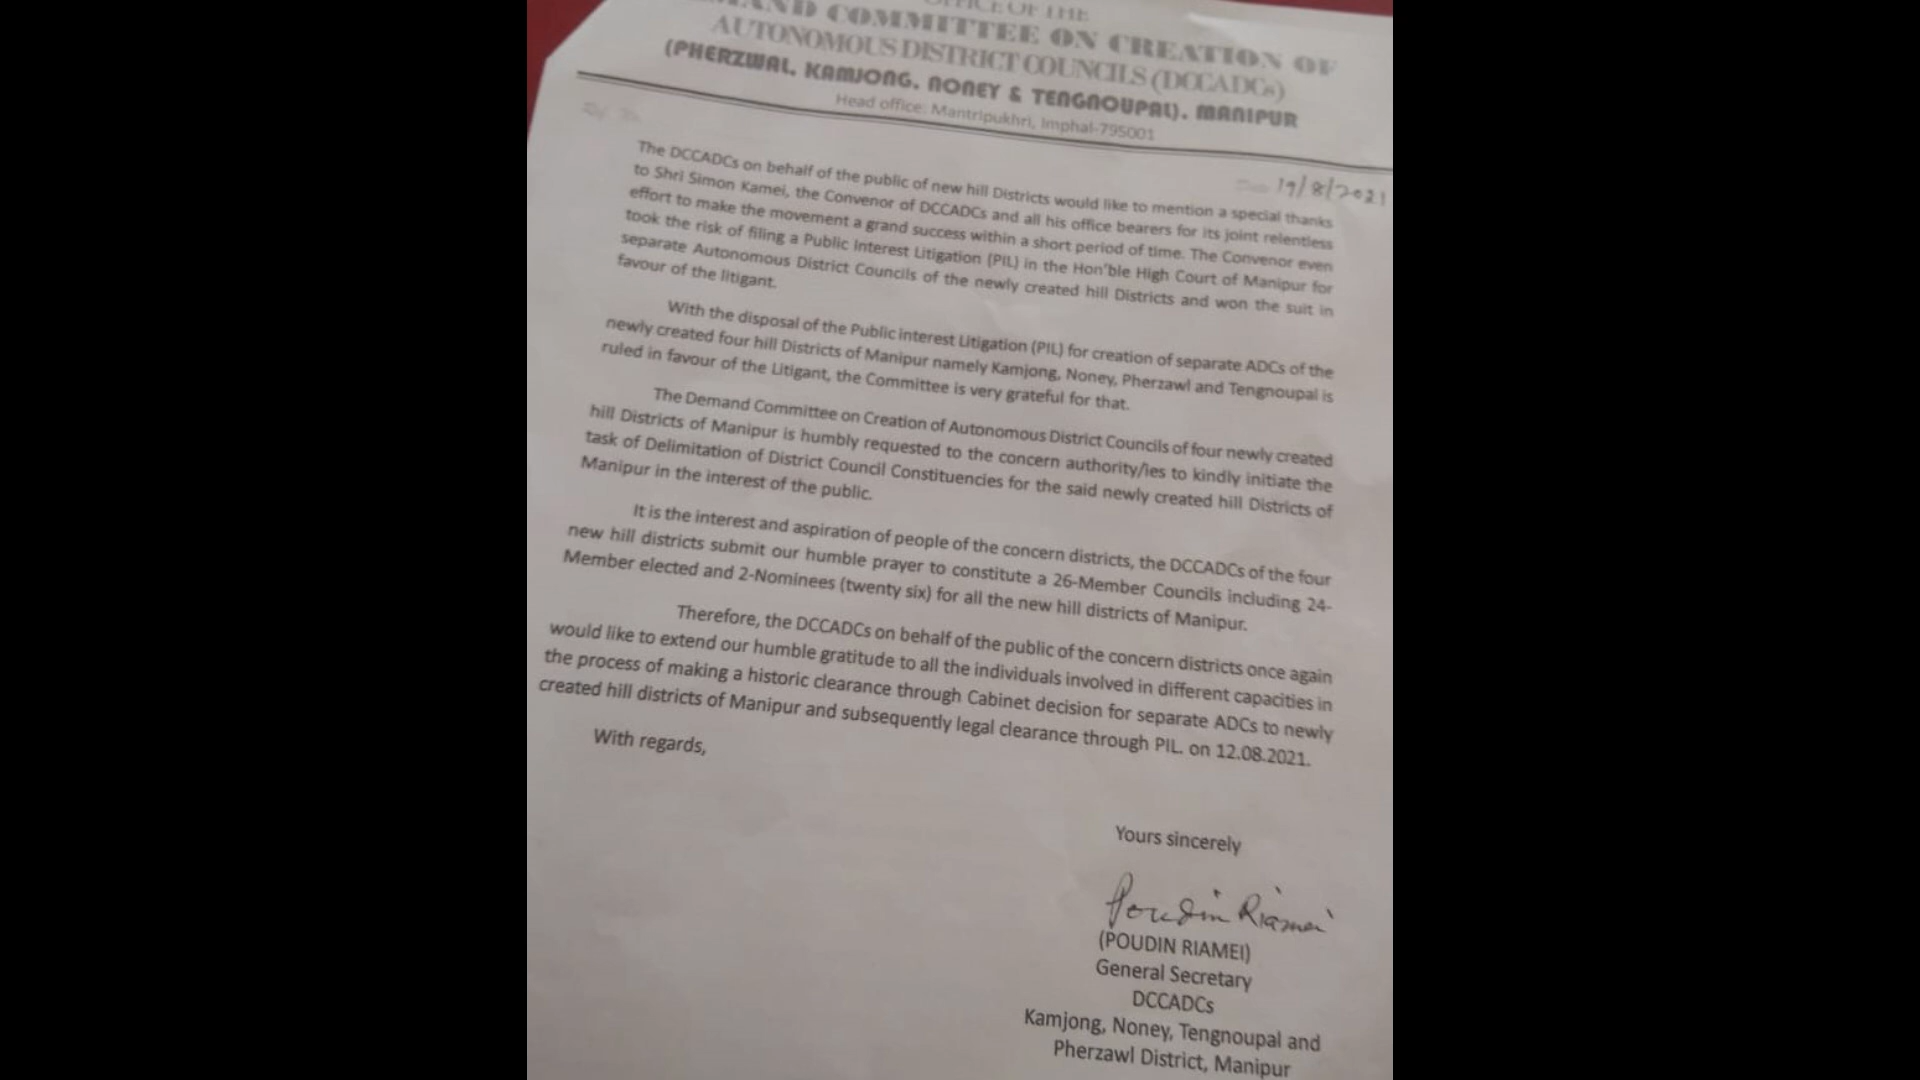 OFFICE OF THE
COMMITTEE ON CREATION OF
AUTONOMOUS DISTRICT COUNCILS (DCCADCs)
(PHERZWAL, KAMJONG, NONEY & TENGNOUPAL), MANIPUR
Head office: Mantripukhri, Imphal-795001
19/8/2021
The DCCADCs on behalf of the public of new hill Districts would like to mention a special thanks
to Shri Simon Kamei, the Convenor of DCCADCs and all his office bearers for its joint relentless
effort to make the movement a grand success within a short period of time. The Convenor even
took the risk of filing a Public Interest Litigation (PIL) in the Hon'ble High Court of Manipur for
separate Autonomous District Councils of the newly created hill Districts and won the suit in
favour of the litigant.
With the disposal of the Public interest Litigation (PIL) for creation of separate ADCs of the
newly created four hill Districts of Manipur namely Kamjong, Noney, Pherzawl and Tengnoupal is
ruled in favour of the Litigant, the Committee is very grateful for that.
The Demand Committee on Creation of Autonomous District Councils of four newly created
hill Districts of Manipur is humbly requested to the concern authority/ies to kindly initiate the
task of Delimitation of District Council Constituencies for the said newly created hill Districts of
Manipur in the interest of the public.
It is the interest and aspiration of people of the concern districts, the DCCADCs of the four
new hill districts submit our humble prayer to constitute a 26-Member Councils including 24-
Member elected and 2-Nominees (twenty six) for all the new hill districts of Manipur.
Therefore, the DCCADCs on behalf of the public of the concern districts once again
would like to extend our humble gratitude to all the individuals involved in different capacities in
the process of making a historic clearance through Cabinet decision for separate ADCs to newly
created hill districts of Manipur and subsequently legal clearance through PIL. on 12.08.2021.
With regards,
Yours sincerely
Poudin Riamei
(POUDIN RIAMEI)
General Secretary
DCCADCs
Kamjong, Noney, Tengnoupal and
Pherzawl District, Manipur